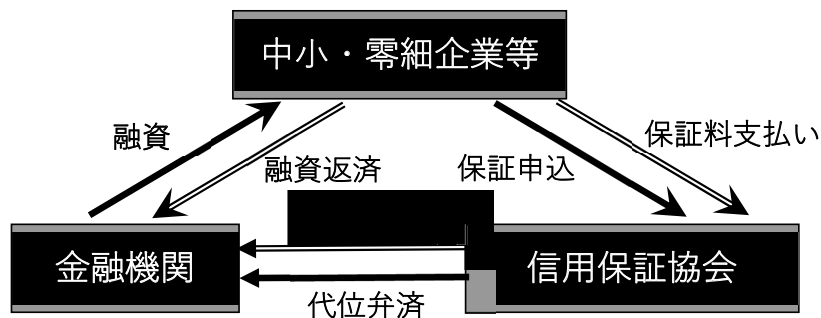 中小・零細企業等
融資
保証料支払い
融資返済
保証申込
金融機関
信用保証協会
代位弁済